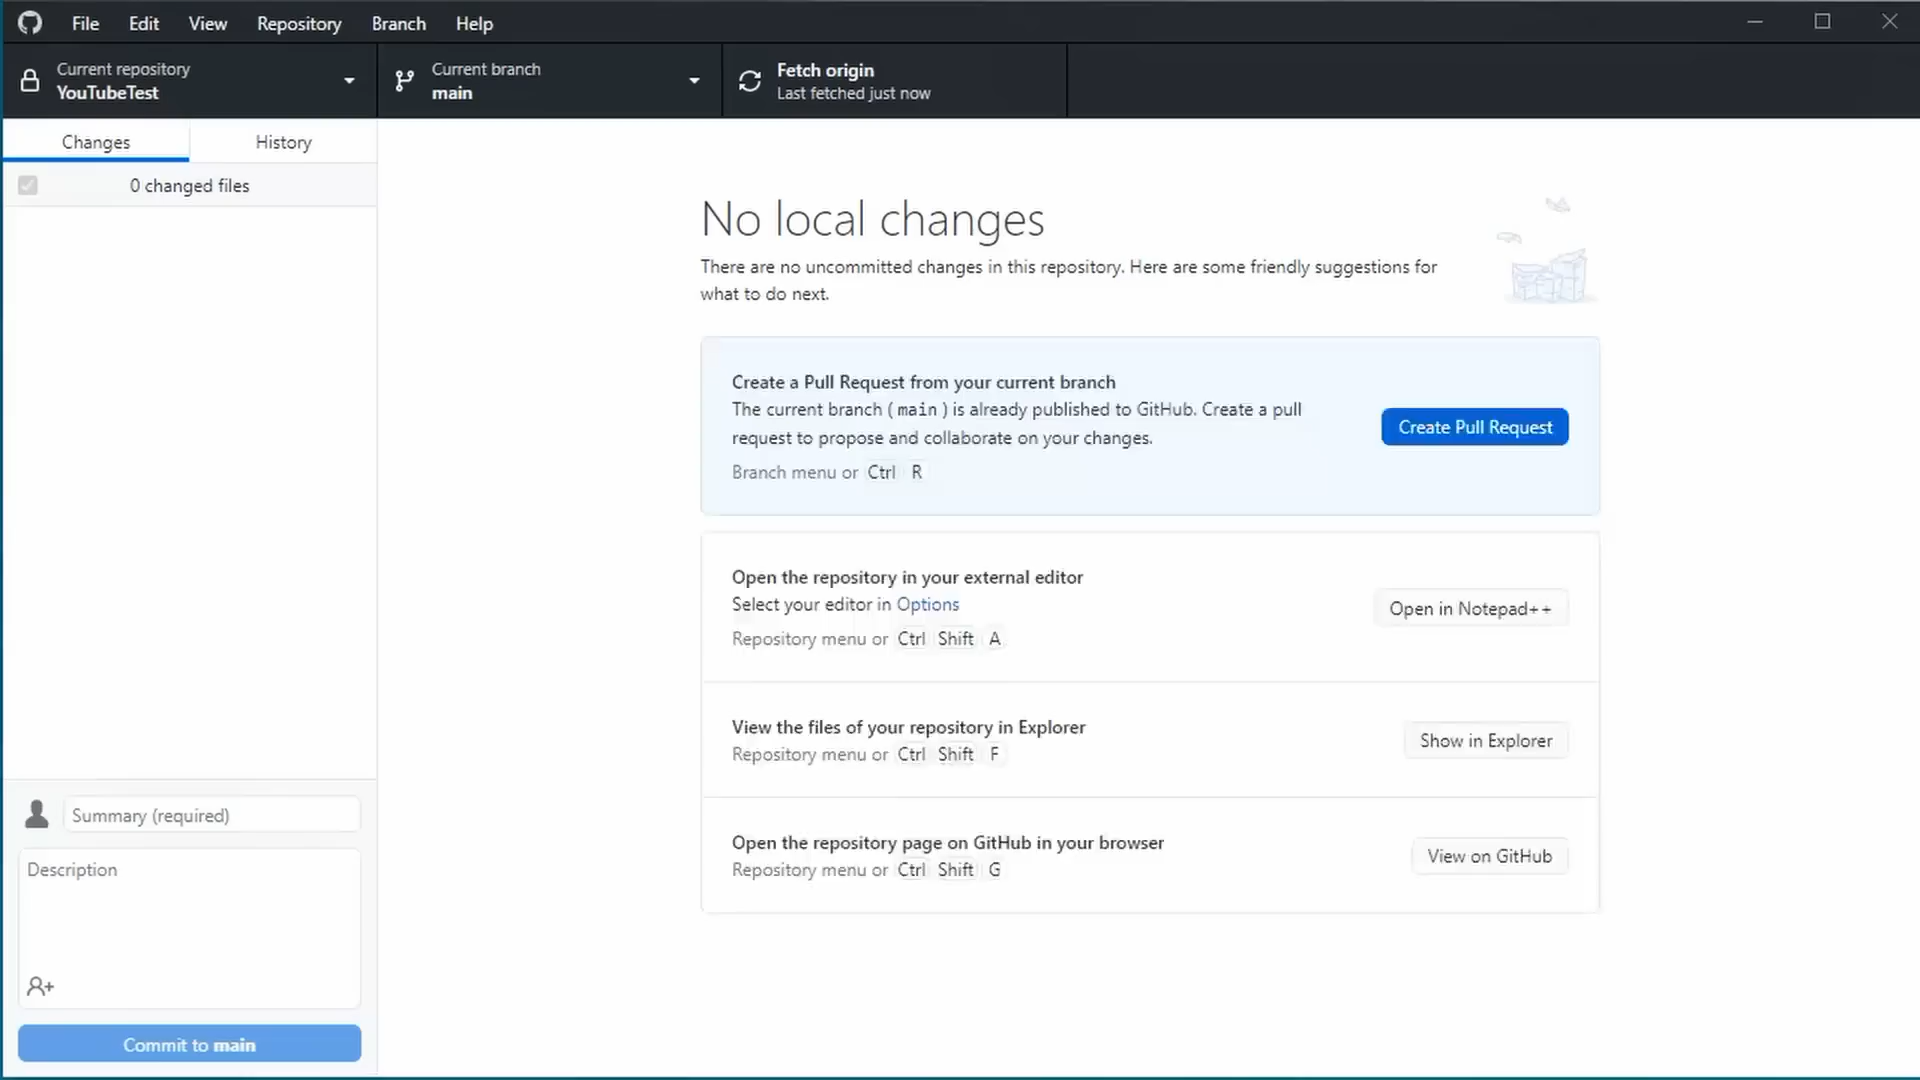 File Edit View Repository Branch Help
Current repository
YouTubeTest
Current branch
main
Fetch origin
Last fetched just now
Changes
History
0 changed files
No local changes
There are no uncommitted changes in this repository. Here are some friendly suggestions for
what to do next.
Create a Pull Request from your current branch
The current branch ( main ) is already published to GitHub. Create a pull
request to propose and collaborate on your changes.
Branch menu or Ctrl R
Create Pull Request
Open the repository in your external editor
Select your editor in Options
Repository menu or Ctrl Shift A
Open in Notepad++
View the files of your repository in Explorer
Repository menu or Ctrl Shift F
Show in Explorer
Open the repository page on GitHub in your browser
Repository menu or Ctrl Shift G
View on GitHub
Summary (required)
Description
Commit to main